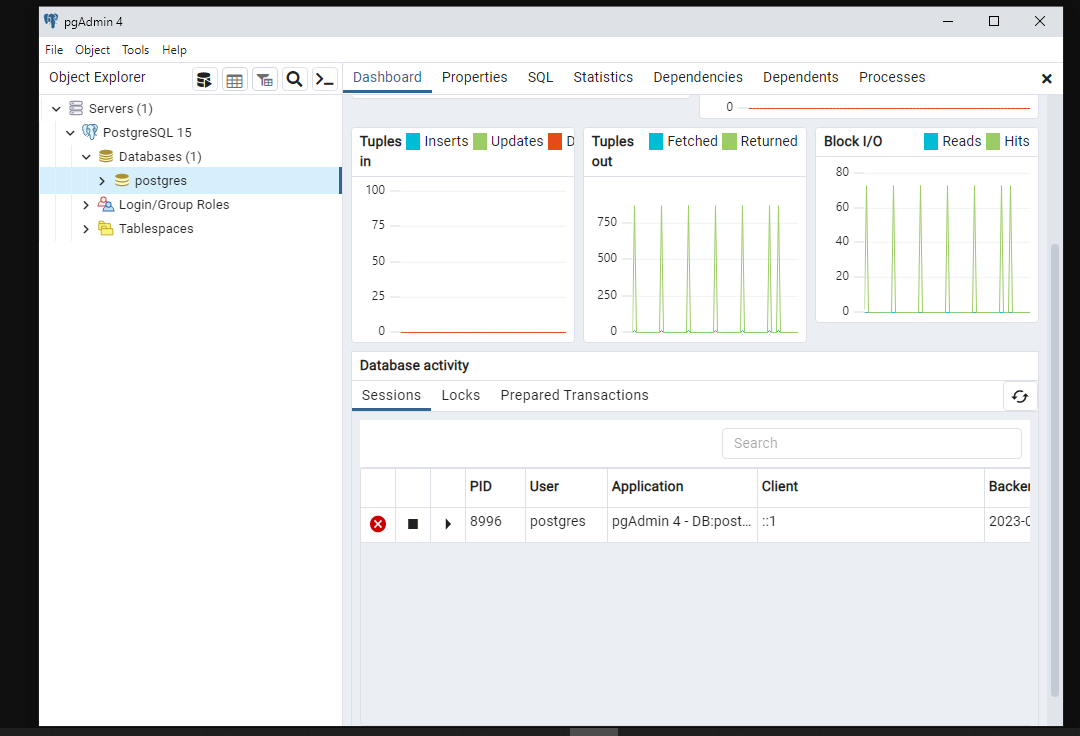 pgAdmin 4
File Object Tools Help
Object Explorer
Dashboard Properties SQL Statistics Dependencies Dependents Processes
Servers (1)
PostgreSQL 15
Databases (1)
postgres
Login/Group Roles
Tablespaces
0
Tuples in
Inserts Updates D
100
75
50
25
0
Tuples out
Fetched Returned
750
500
250
0
Block I/O
Reads Hits
80
60
40
20
0
Database activity
Sessions Locks Prepared Transactions
Search
PID User Application Client Backe
8996 postgres pgAdmin 4 - DB:post... ::1 2023-0